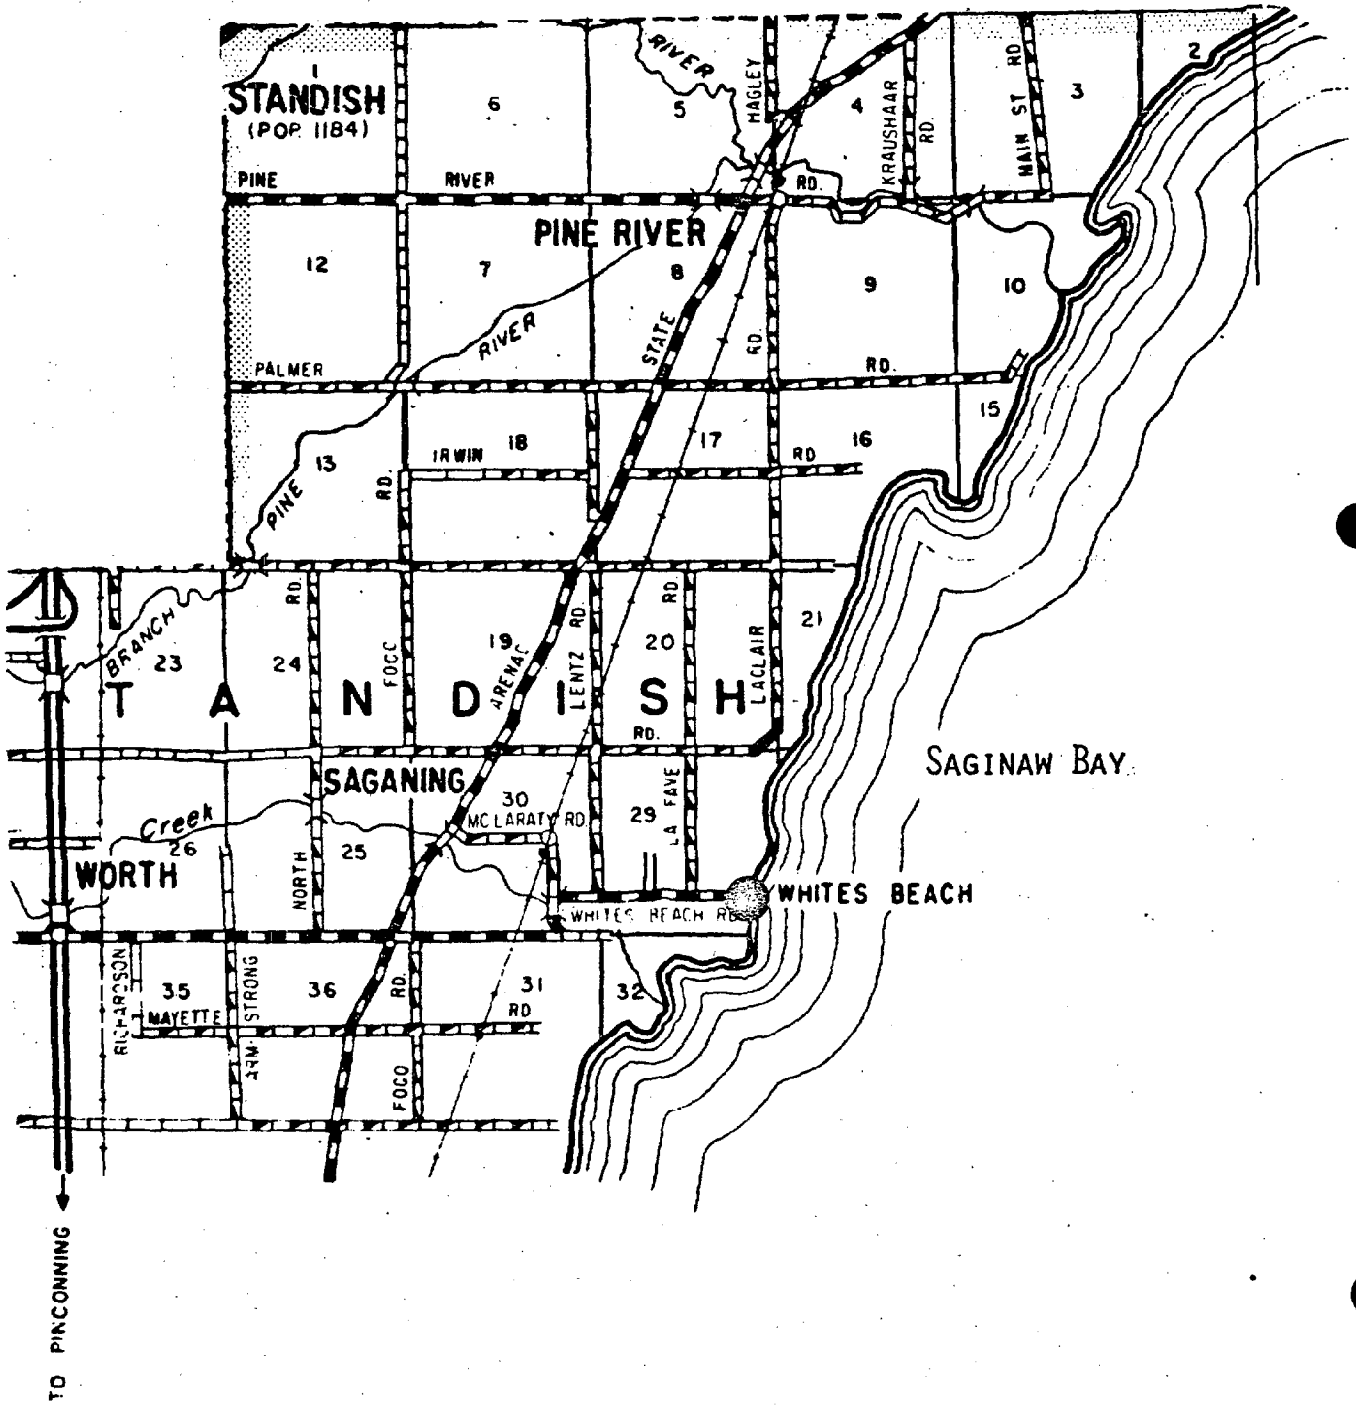 RIVER
HAGLEY
KRAUSHAAR
RD.
MAIN ST RD
2
1
STANDISH
(POP. 1184)
6
5
4
3
PINE RIVER RD.
PINE RIVER
12
7
8
9
10
RIVER
STATE
RD.
PALMER RD.
15
13
IRWIN
18
17
RD
16
RD.
PINE
BRANCH
23
24
RD.
FOCO
19
ARENAC
LENTZ RD.
20
RD.
LACLAIR
21
T A N D I S H
RD.
SAGANING
SAGINAW BAY
Creek
26
25
30
MC LARATY RD.
29
LA FAVE
WORTH
NORTH
WHITES BEACH
WHITES BEACH RD
RICHARDSON
35
ARM STRONG
36
RD.
31
32
MAYETTE
RD
FOCO
TO PINCONNING